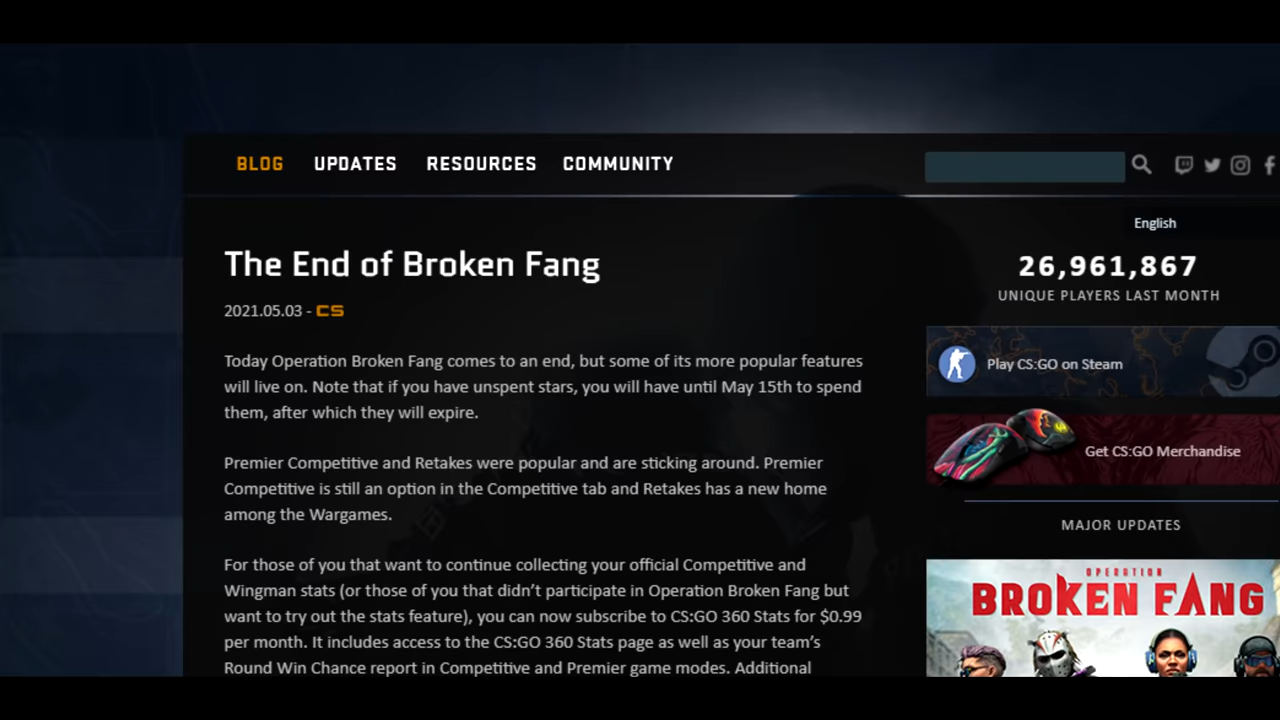 BLOG UPDATES RESOURCES COMMUNITY
English
The End of Broken Fang
2021.05.03 - CS
Today Operation Broken Fang comes to an end, but some of its more popular features
will live on. Note that if you have unspent stars, you will have until May 15th to spend
them, after which they will expire.
Premier Competitive and Retakes were popular and are sticking around. Premier
Competitive is still an option in the Competitive tab and Retakes has a new home
among the Wargames.
For those of you that want to continue collecting your official Competitive and
Wingman stats (or those of you that didn't participate in Operation Broken Fang but
want to try out the stats feature), you can now subscribe to CS:GO 360 Stats for $0.99
per month. It includes access to the CS:GO 360 Stats page as well as your team's
Round Win Chance report in Competitive and Premier game modes. Additional
26,961,867
UNIQUE PLAYERS LAST MONTH
Play CS:GO on Steam
Get CS:GO Merchandise
MAJOR UPDATES
OPERATION
BROKEN FANG